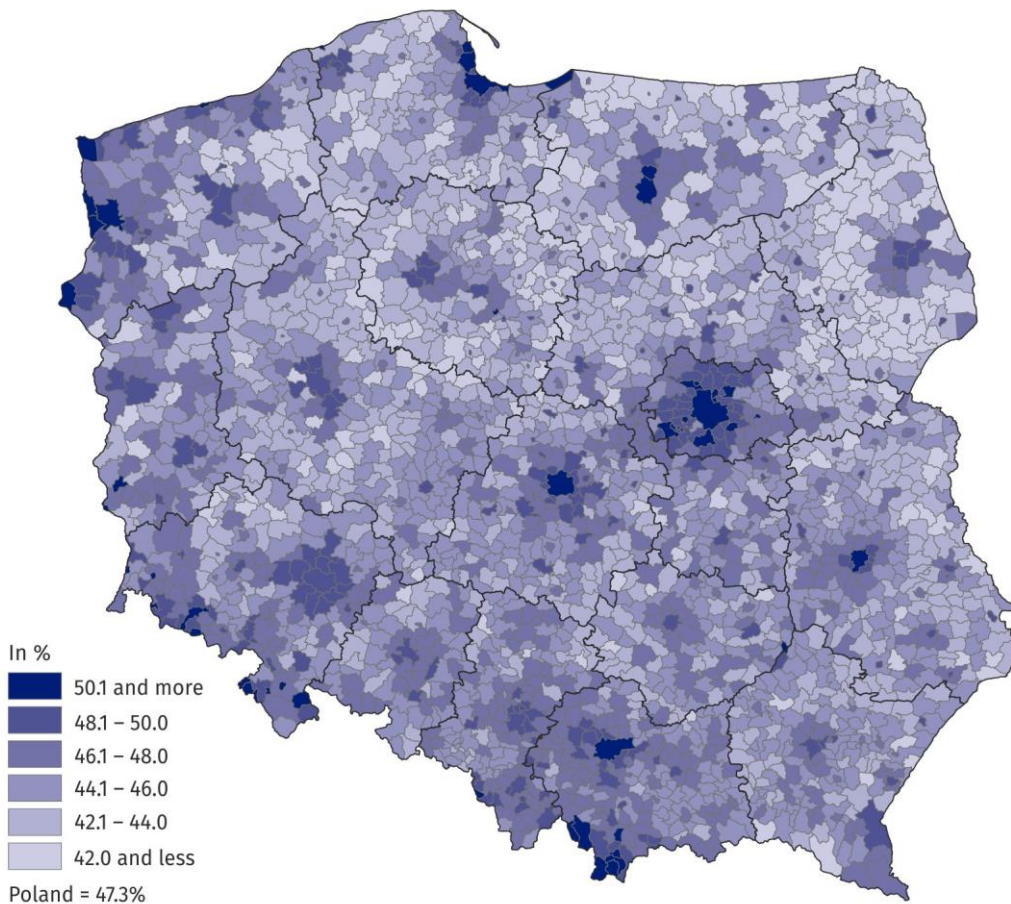 In %
50.1 and more
48.1 – 50.0
46.1 – 48.0
44.1 – 46.0
42.1 – 44.0
42.0 and less
Poland = 47.3%